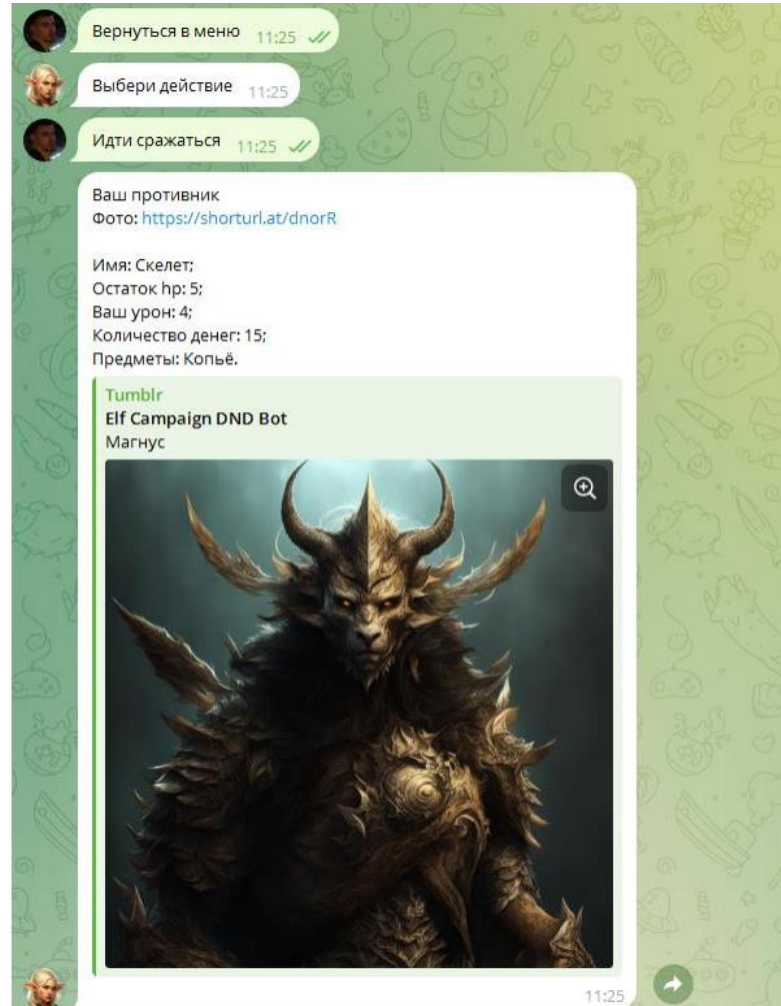 Вернуться в меню 11:25
Выбери действие 11:25
Идти сражаться 11:25
Ваш противник
Фото: https://shorturl.at/dnorR
Имя: Скелет;
Остаток hp: 5;
Ваш урон: 4;
Количество денег: 15;
Предметы: Копьё.
Tumblr
Elf Campaign DND Bot
Магнус
11:25